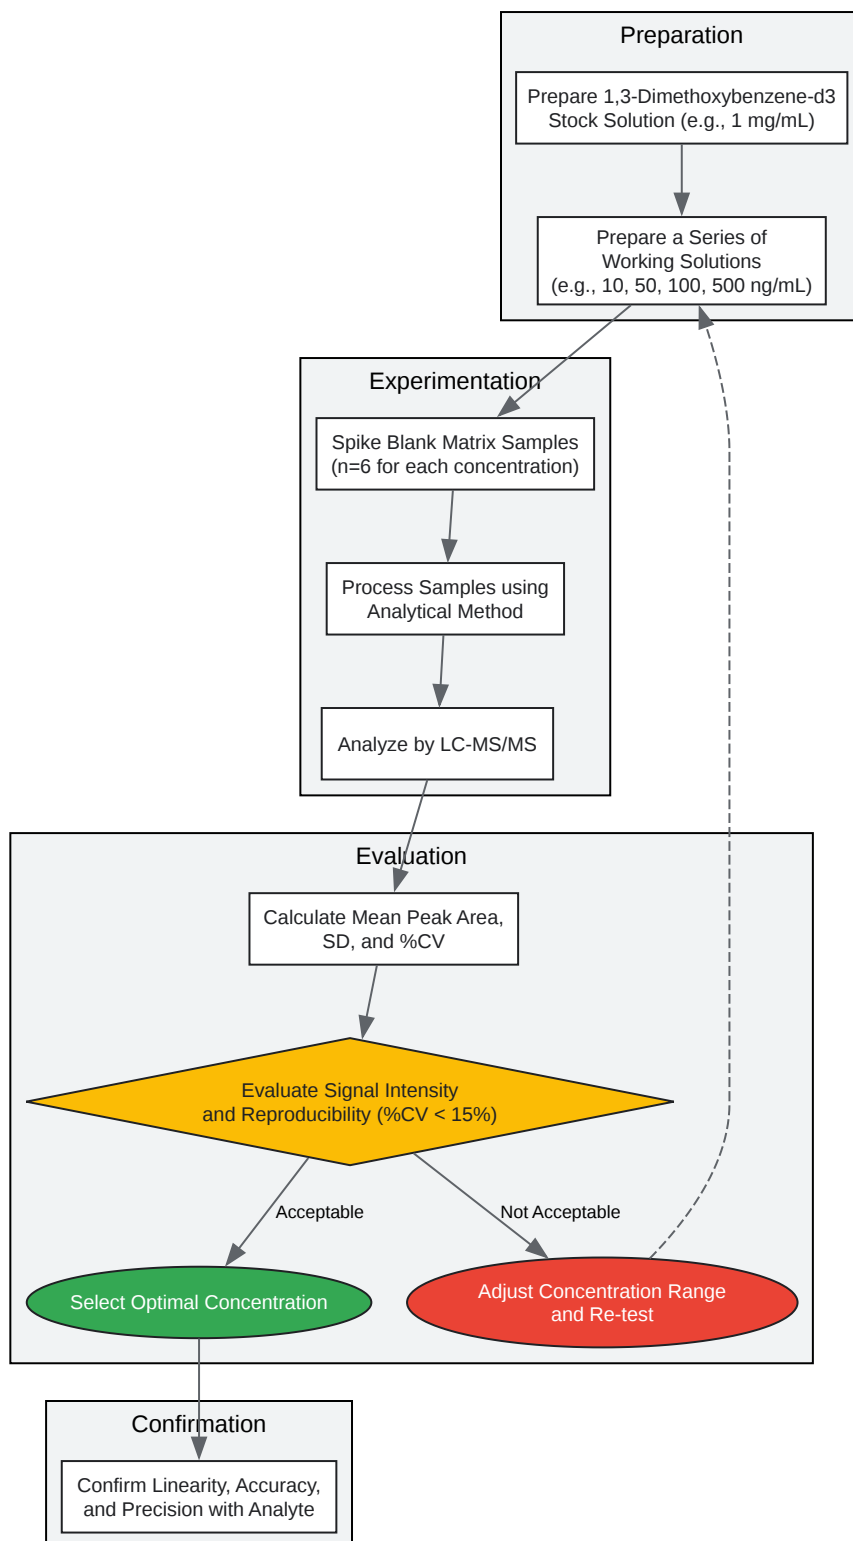 Preparation
Prepare 1,3-Dimethoxybenzene-d3
Stock Solution (e.g., 1 mg/mL)
Prepare a Series of
Working Solutions
(e.g., 10, 50, 100, 500 ng/mL)
Experimentation
Spike Blank Matrix Samples
(n=6 for each concentration)
Process Samples using
Analytical Method
Analyze by LC-MS/MS
Evaluation
Calculate Mean Peak Area,
SD, and %CV
Evaluate Signal Intensity
and Reproducibility (%CV < 15%)
Acceptable
Not Acceptable
Select Optimal Concentration
Adjust Concentration Range
and Re-test
Confirmation
Confirm Linearity, Accuracy,
and Precision with Analyte